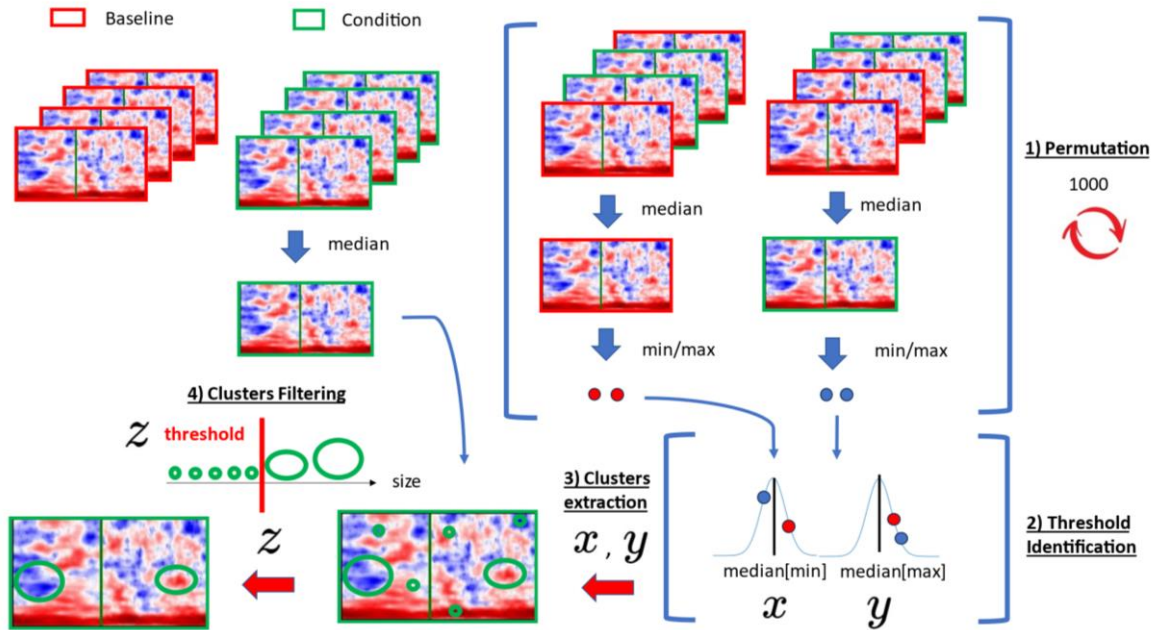 Baseline
Condition
1) Permutation
1000
median
median
median
min/max
min/max
4) Clusters Filtering
z
threshold
size
3) Clusters
extraction
x , y
z
2) Threshold
Identification
median[min]
median[max]
x
y